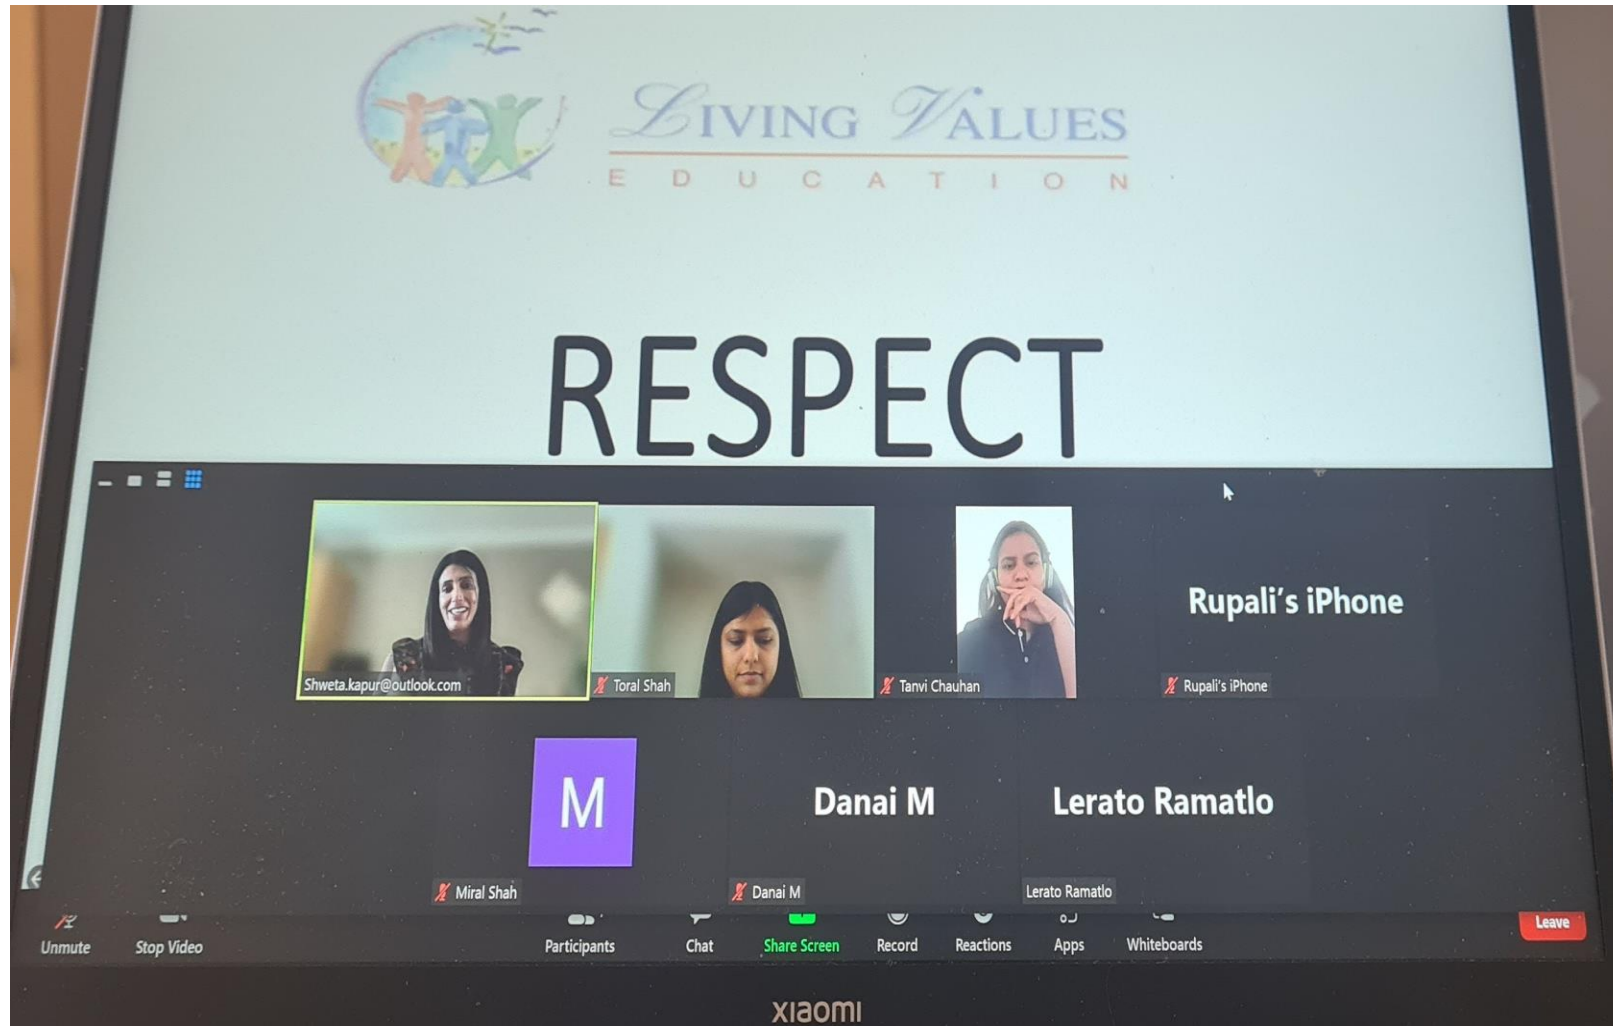 LIVING VALUES
EDUCATION
RESPECT
Shweta.kapur@outlook.com
Toral Shah
Tanvi Chauhan
Rupali's iPhone
Rupali's iPhone
M
Miral Shah
Danai M
Danai M
Lerato Ramatlo
Lerato Ramatlo
Unmute Stop Video Participants Chat Share Screen Record Reactions Apps Whiteboards Leave
xiaomi